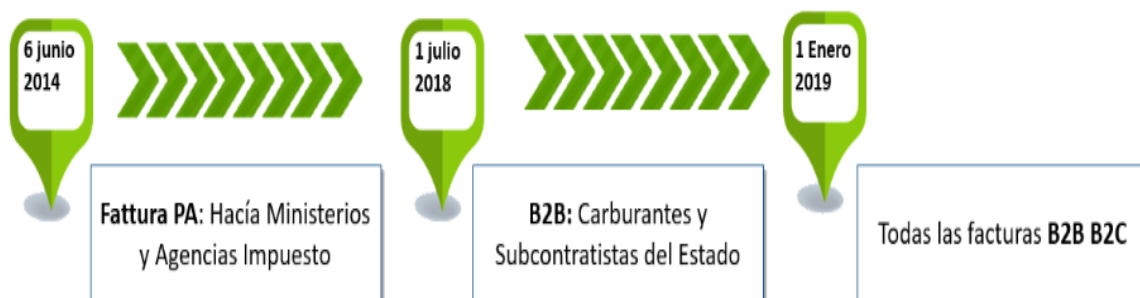 6 junio
2014
1 julio
2018
1 Enero
2019
Fattura PA: Hacía Ministerios
y Agencias Impuesto
B2B: Carburantes y
Subcontratistas del Estado
Todas las facturas B2B B2C